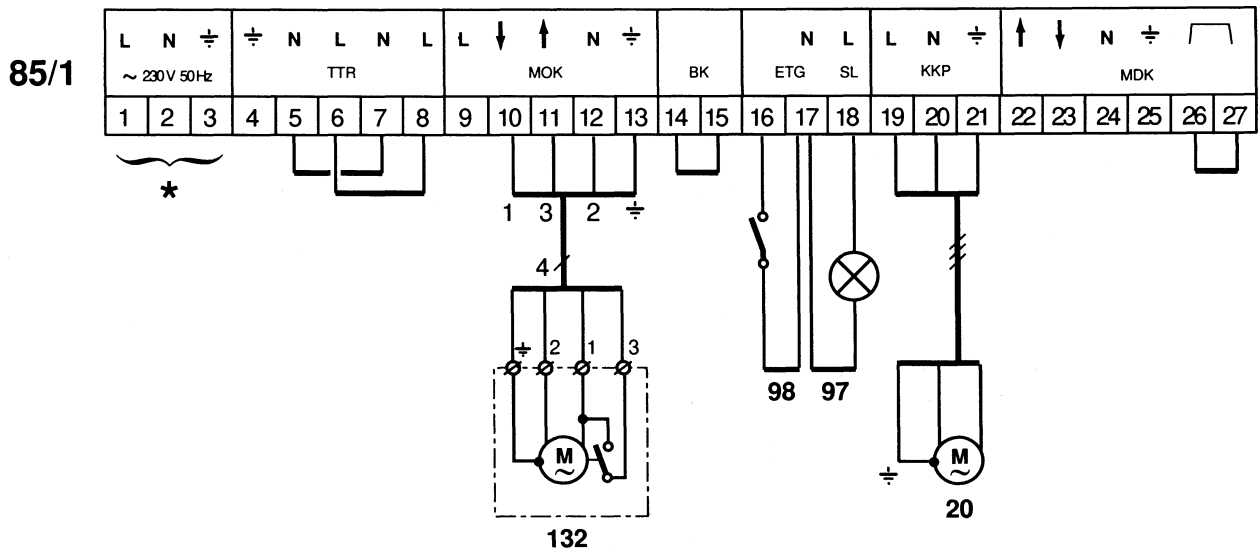 L N ⏚ ⏚ N L N L L ↓ ↑ N ⏚ N L L N ⏚ ↑ ↓ N ⏚
85/1 ~ 230V 50Hz TTR MOK BK ETG SL KKP MDK
1 2 3 4 5 6 7 8 9 10 11 12 13 14 15 16 17 18 19 20 21 22 23 24 25 26 27
*
1 3 2 ⏚
4
⏚ 2 1 3
98 97
M ~ M ~
⏚
20
132